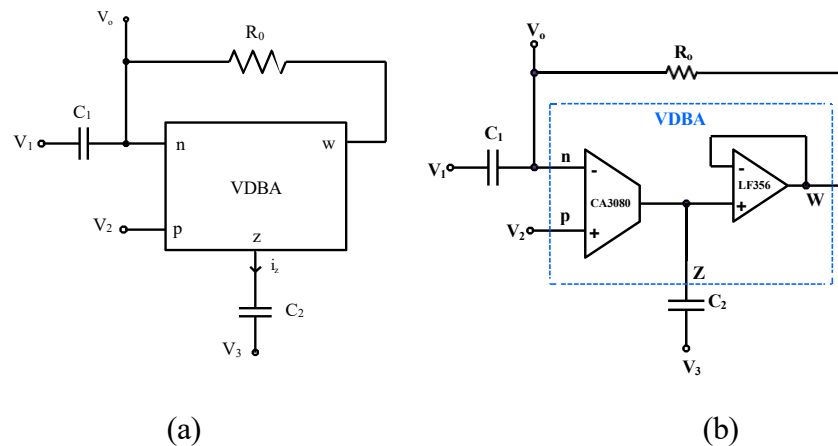 Vo
R0
C1
V1
n
w
VDBA
V2
p
z
iz
C2
V3
(a)
Vo
Ro
VDBA
C1
n
V1
-
CA3080
-
LF356
+
W
p
V2
+
Z
C2
V3
(b)